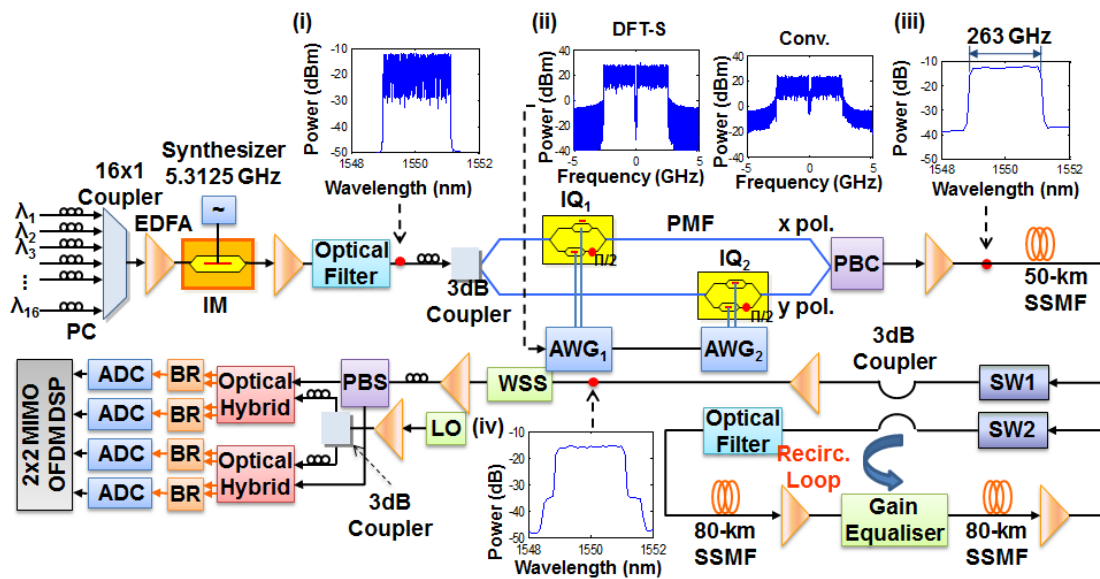 (i)
Power (dBm)
-10
-20
-30
-40
-50
1548
1550
1552
Wavelength (nm)
(ii)
DFT-S
Power (dBm)
40
20
0
20
40
-5
0
5
Frequency (GHz)
Conv.
Power (dBm)
40
20
0
20
40
-5
0
5
Frequency (GHz)
(iii)
263 GHz
Power (dB)
-10
-20
-30
-40
-50
1548
1550
1552
Wavelength (nm)
16x1
Coupler
Synthesizer
5.3125 GHz
~
EDFA
λ1
λ2
λ3
⋮
λ16
PC
IM
Optical
Filter
3dB
Coupler
IQ1
Π/2
PMF
x pol.
IQ2
Π/2
y pol.
PBC
50-km
SSMF
AWG1
AWG2
2x2 MIMO
OFDM DSP
ADC
BR
ADC
BR
ADC
BR
ADC
BR
Optical
Hybrid
Optical
Hybrid
PBS
LO
3dB
Coupler
WSS
(iv)
Power (dB)
-10
-20
-30
-40
-50
1548
1550
1552
Wavelength (nm)
3dB
Coupler
SW1
SW2
Optical
Filter
Recirc.
Loop
80-km
SSMF
Gain
Equaliser
80-km
SSMF